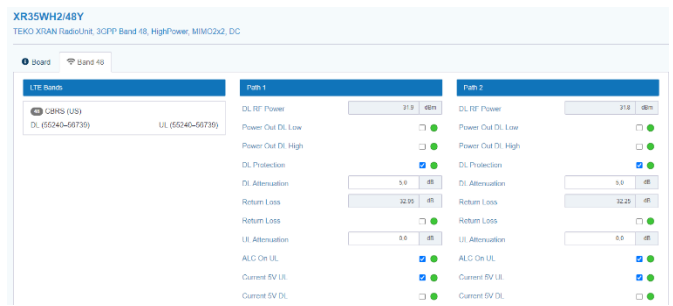 XR35WH2/48Y
TEKO XRAN RadioUnit, 3GPP Band 48, HighPower, MIMO2x2, DC
Board Band 48
LTE Bands
48 CBRS (US)
DL (55240–56739) UL (55240–56739)
Path 1
DL RF Power 31.9 dBm
Power Out DL Low
Power Out DL High
DL Protection
DL Attenuation 5,0 dB
Return Loss 32.95 dB
Return Loss
UL Attenuation 0,0 dB
ALC On UL
Current 5V UL
Current 5V DL
Path 2
DL RF Power 31.8 dBm
Power Out DL Low
Power Out DL High
DL Protection
DL Attenuation 5,0 dB
Return Loss 32.25 dB
Return Loss
UL Attenuation 0,0 dB
ALC On UL
Current 5V UL
Current 5V DL